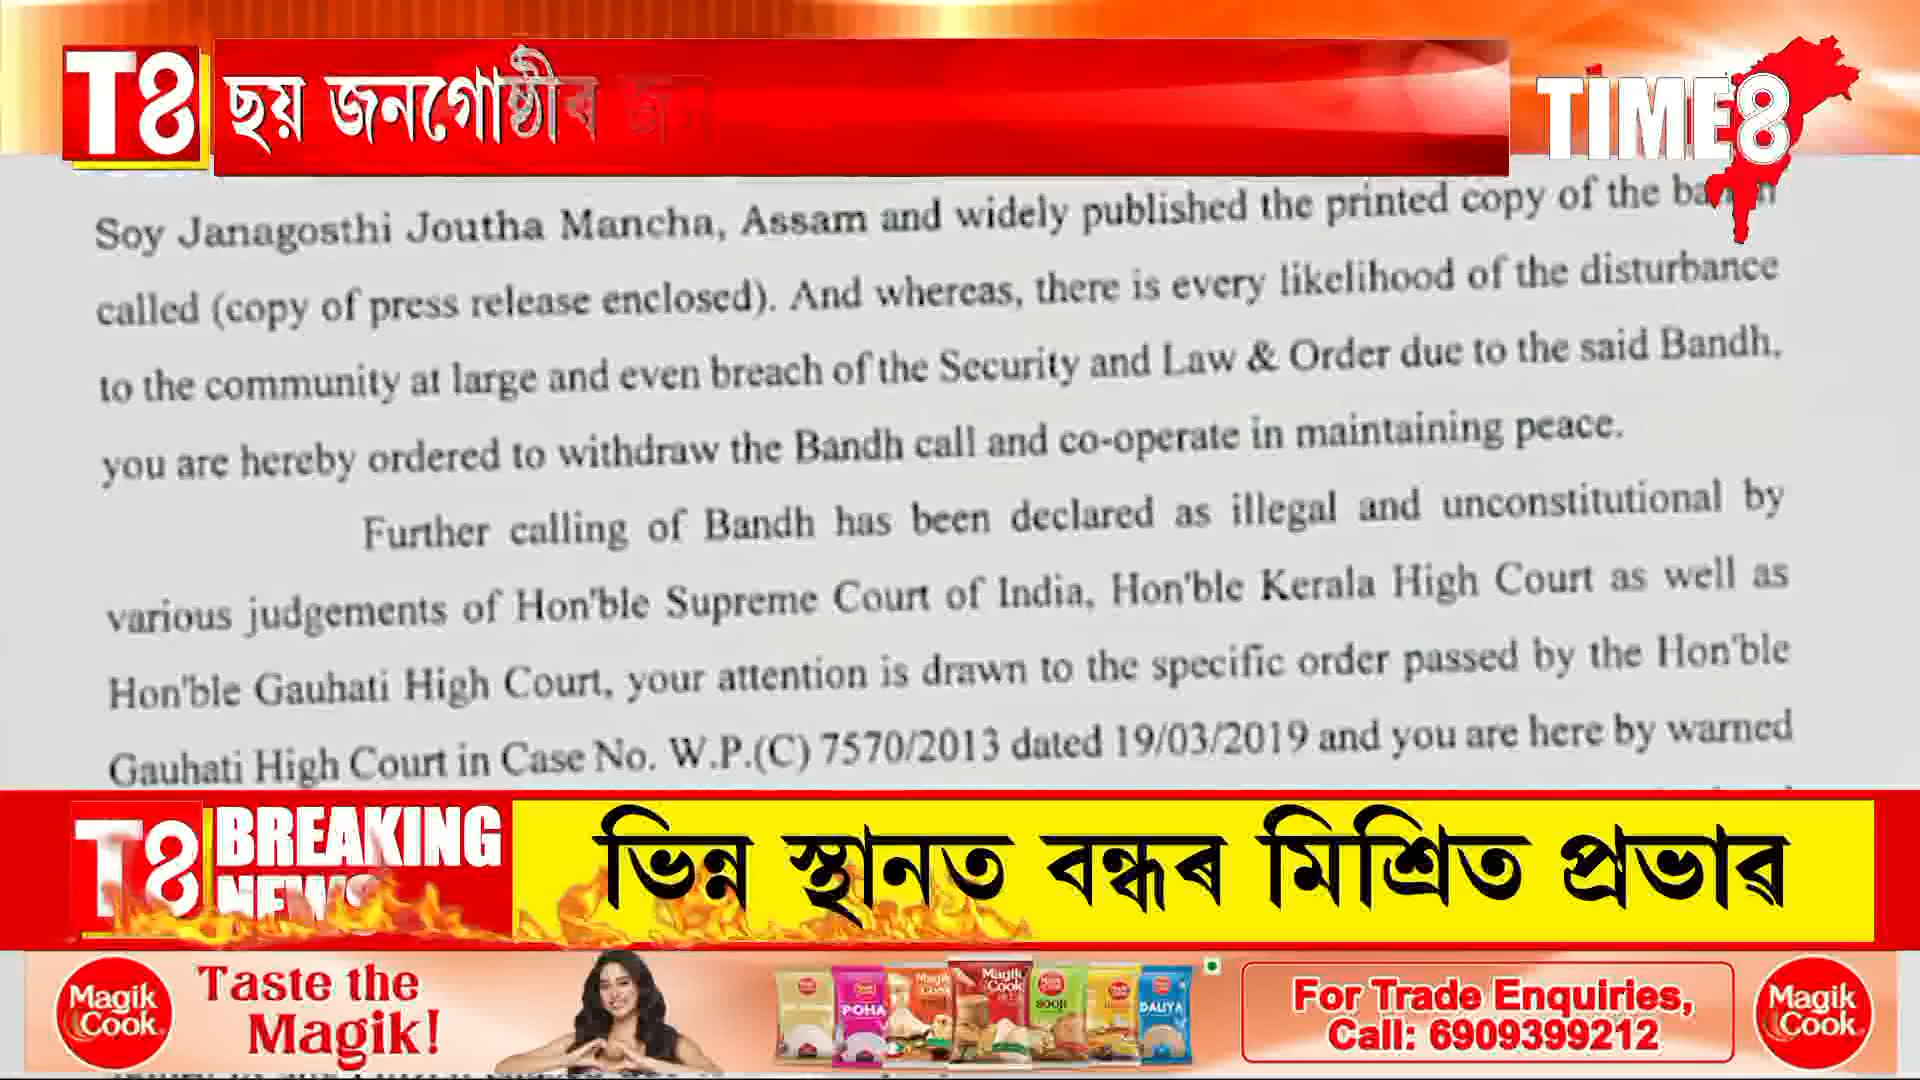 T8 ছয় জনগোষ্ঠীৰ
TIME8
Soy Janagosthi Joutha Mancha, Assam and widely published the printed copy of the
called (copy of press release enclosed). And whereas, there is every likelihood of the disturbance
to the community at large and even breach of the Security and Law & Order due to the said Bandh,
you are hereby ordered to withdraw the Bandh call and co-operate in maintaining peace.
Further calling of Bandh has been declared as illegal and unconstitutional by
various judgements of Hon'ble Supreme Court of India, Hon'ble Kerala High Court as well as
Hon'ble Gauhati High Court, your attention is drawn to the specific order passed by the Hon'ble
Gauhati High Court in Case No. W.P.(C) 7570/2013 dated 19/03/2019 and you are here by warned
T8 BREAKING
NEWS
ভিন্ন স্থানত বন্ধৰ মিশ্ৰিত প্ৰভাৱ
Magik
Cook
Taste the
Magik!
POHA
Magik
Cook
SOOJI
DALIYA
For Trade Enquiries,
Call: 6909399212
Magik
Cook